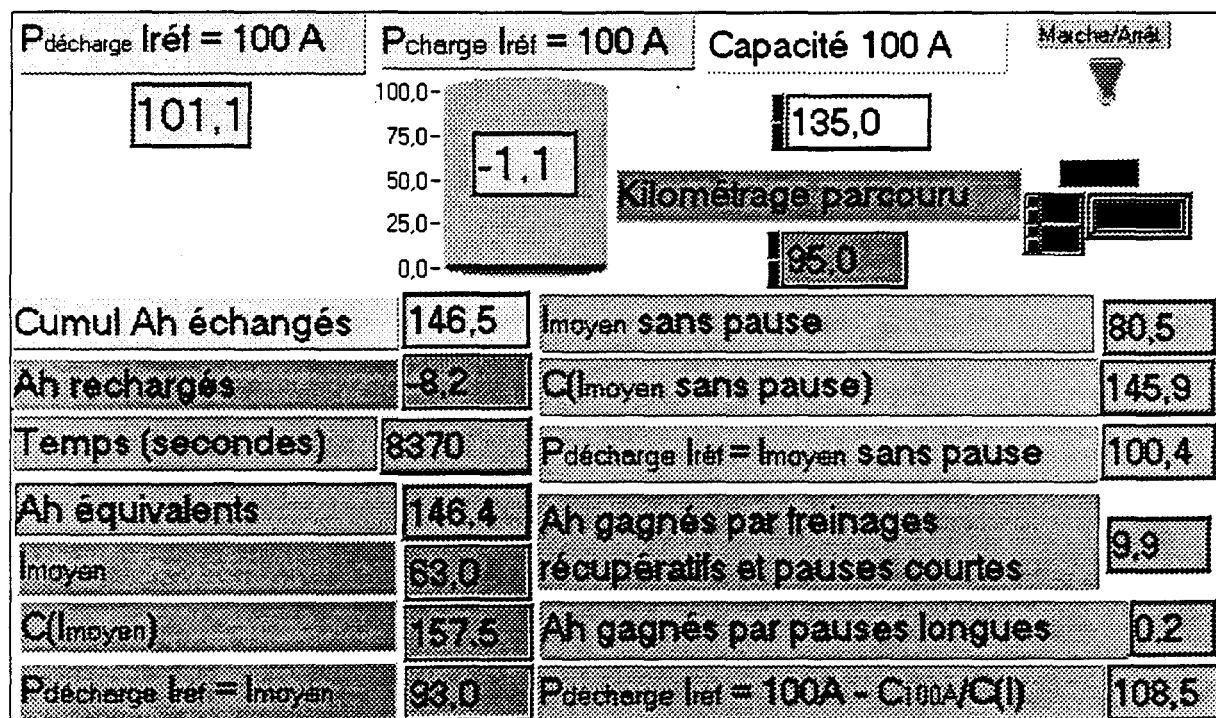 Pdécharge Iréf = 100 A
Pcharge Iréf = 100 A
Capacité 100 A
Marche/Arrêt
101,1
100,0
75,0
50,0
25,0
0,0
-1,1
135,0
Kilométrage parcouru
95,0
Cumul Ah échangés 146,5
Imoyen sans pause 80,5
Ah rechargés -8,2
C(Imoyen sans pause) 145,9
Temps (secondes) 8370
Pdécharge Iréf = Imoyen sans pause 100,4
Ah équivalents 146,4
Ah gagnés par freinages
récupératifs et pauses courtes 9,9
Imoyen 63,0
C(Imoyen) 157,5
Ah gagnés par pauses longues 0.2
Pdécharge Iref = Imoyen 93,0
Pdécharge Iref = 100A - C100A/C(I) 108,5